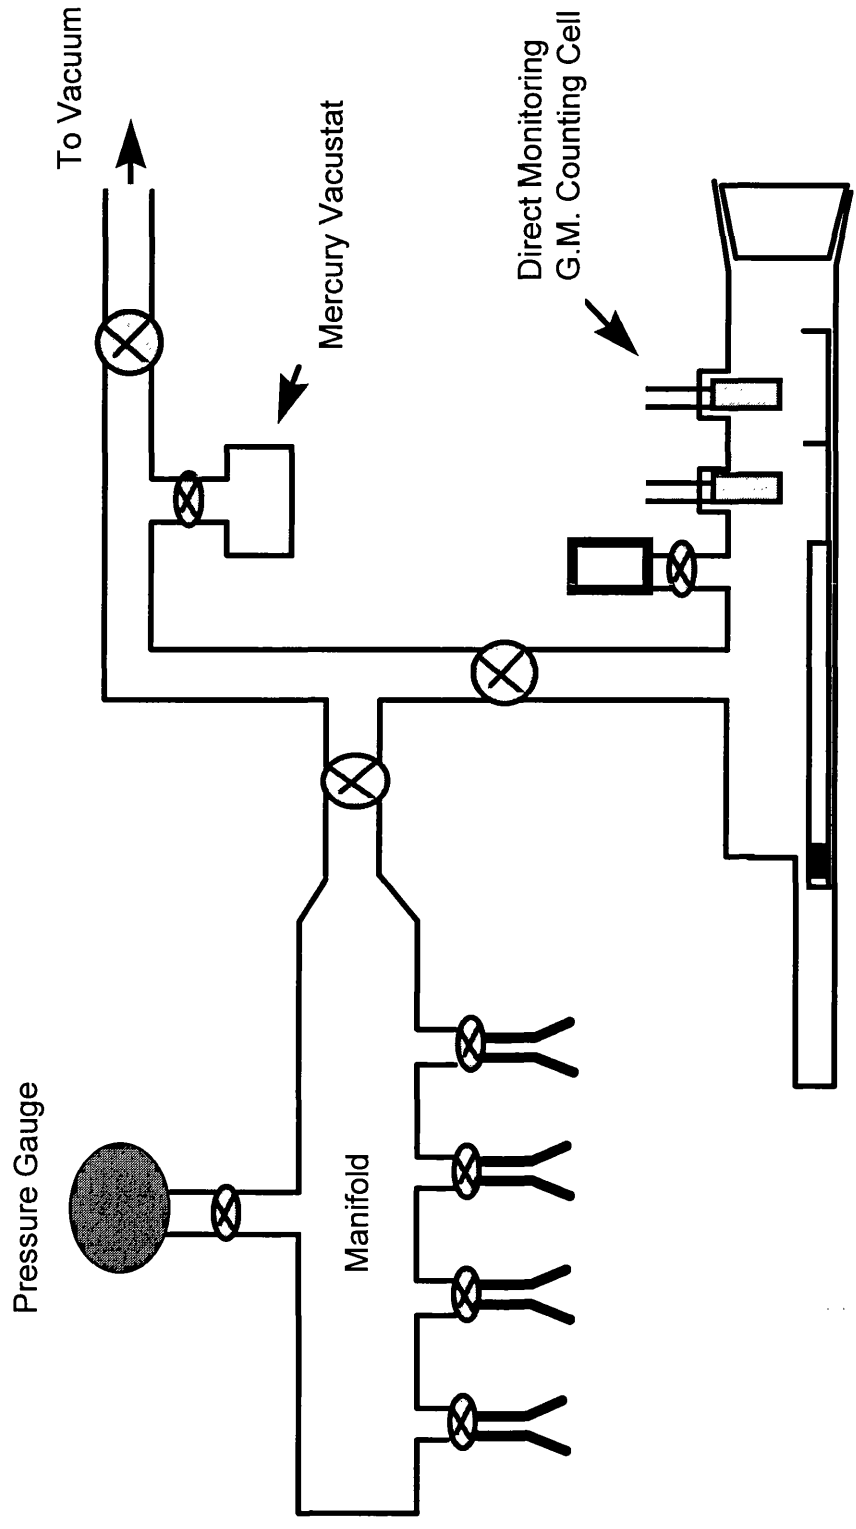 To Vacuum
Mercury Vacustat
Direct Monitoring
G.M. Counting Cell
Pressure Gauge
Manifold